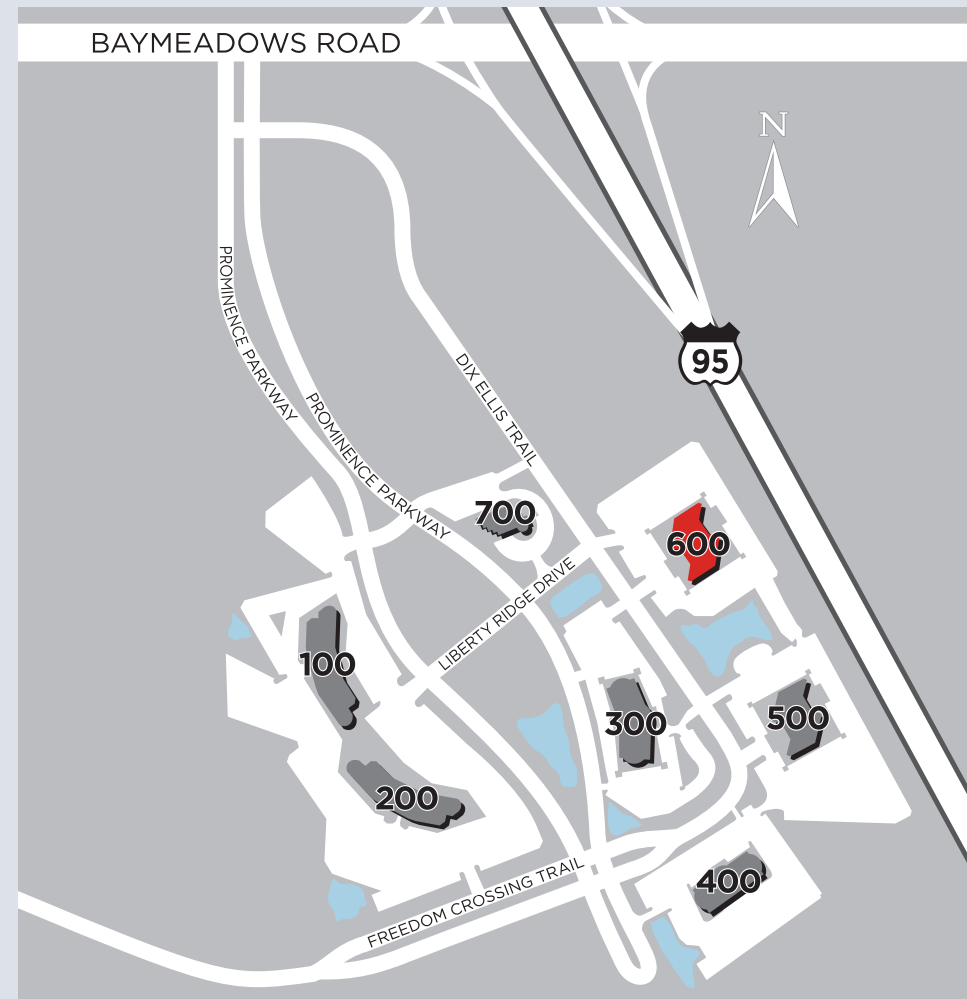 BAYMEADOWS ROAD
N
PROMINENCE PARKWAY
PROMINENCE PARKWAY
DIX ELLIS TRAIL
95
700
600
LIBERTY RIDGE DRIVE
100
300
500
200
400
FREEDOM CROSSING TRAIL